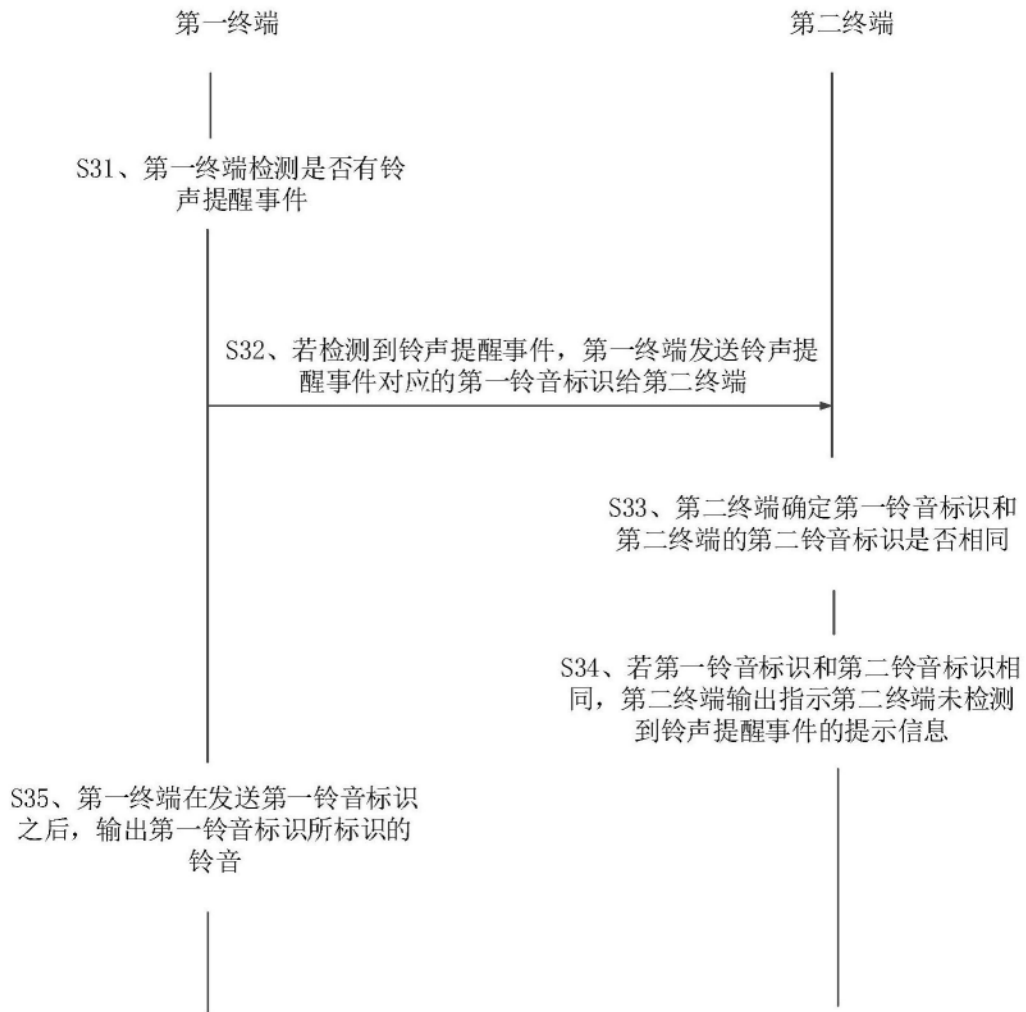 第一终端
第二终端
S31、第一终端检测是否有铃
声提醒事件
S32、若检测到铃声提醒事件，第一终端发送铃声提
醒事件对应的第一铃音标识给第二终端
S33、第二终端确定第一铃音标识和
第二终端的第二铃音标识是否相同
S34、若第一铃音标识和第二铃音标识相
同，第二终端输出指示第二终端未检测
到铃声提醒事件的提示信息
S35、第一终端在发送第一铃音标识
之后，输出第一铃音标识所标识的
铃音